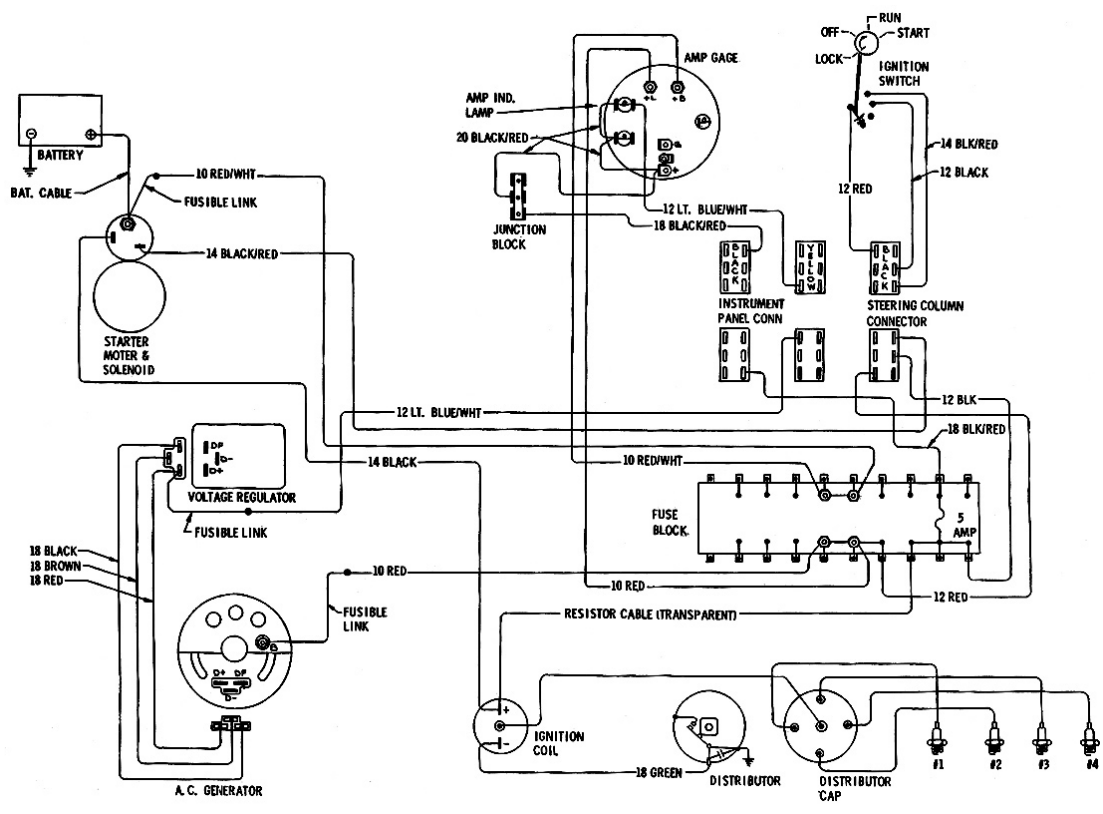 RUN
OFF
START
LOCK
IGNITION
SWITCH
AMP GAGE
+L
+B
AMP IND.
LAMP
20 BLACK/RED
+
BATTERY
BAT. CABLE
10 RED/WHT
FUSIBLE LINK
14 BLK/RED
12 BLACK
12 RED
12 LT. BLUE/WHT
18 BLACK/RED
JUNCTION
BLOCK
14 BLACK/RED
BLACK
YELLOW
BLACK
INSTRUMENT
PANEL CONN
STEERING COLUMN
CONNECTOR
STARTER
MOTER &
SOLENOID
12 LT. BLUE/WHT
12 BLK
18 BLK/RED
DF
D-
D+
14 BLACK
10 RED/WHT
VOLTAGE REGULATOR
FUSIBLE LINK
FUSE
BLOCK
5
AMP
18 BLACK
18 BROWN
18 RED
10 RED
10 RED
12 RED
FUSIBLE
LINK
RESISTOR CABLE (TRANSPARENT)
B
D+
DF
D-
+
-
IGNITION
COIL
18 GREEN
DISTRIBUTOR
DISTRIBUTOR
CAP
#1
#2
#3
#4
A.C. GENERATOR